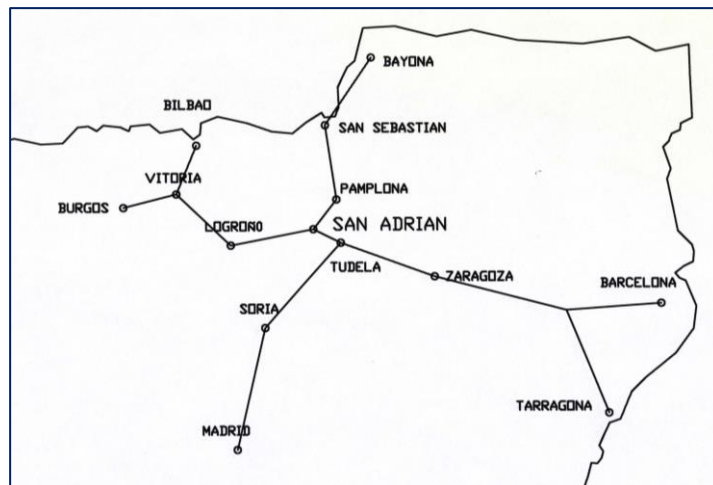 BAYONA
BILBAO
SAN SEBASTIAN
VITORIA
PAMPLONA
BURGOS
LOGROÑO
SAN ADRIAN
TUDELA
ZARAGOZA
BARCELONA
SORIA
TARRAGONA
MADRID